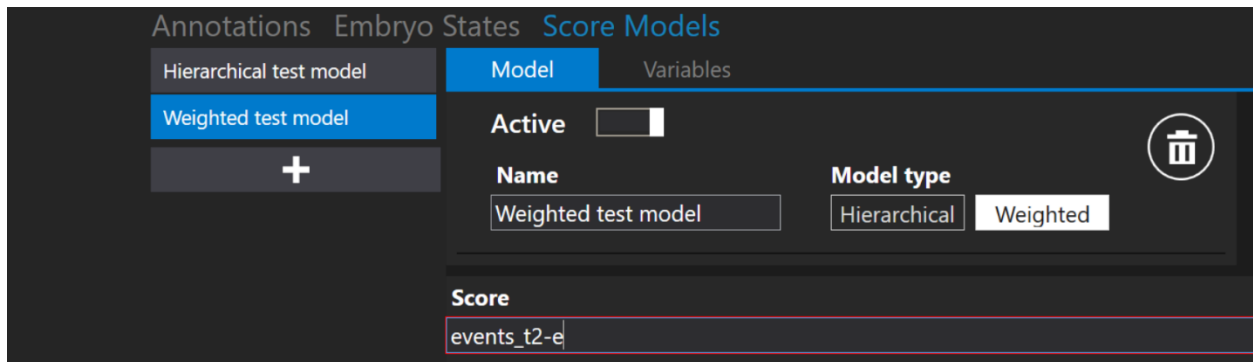 Annotations Embryo States Score Models
Hierarchical test model
Model Variables
Weighted test model
Active
+
Name
Model type
Weighted test model
Hierarchical Weighted
Score
events_t2-e